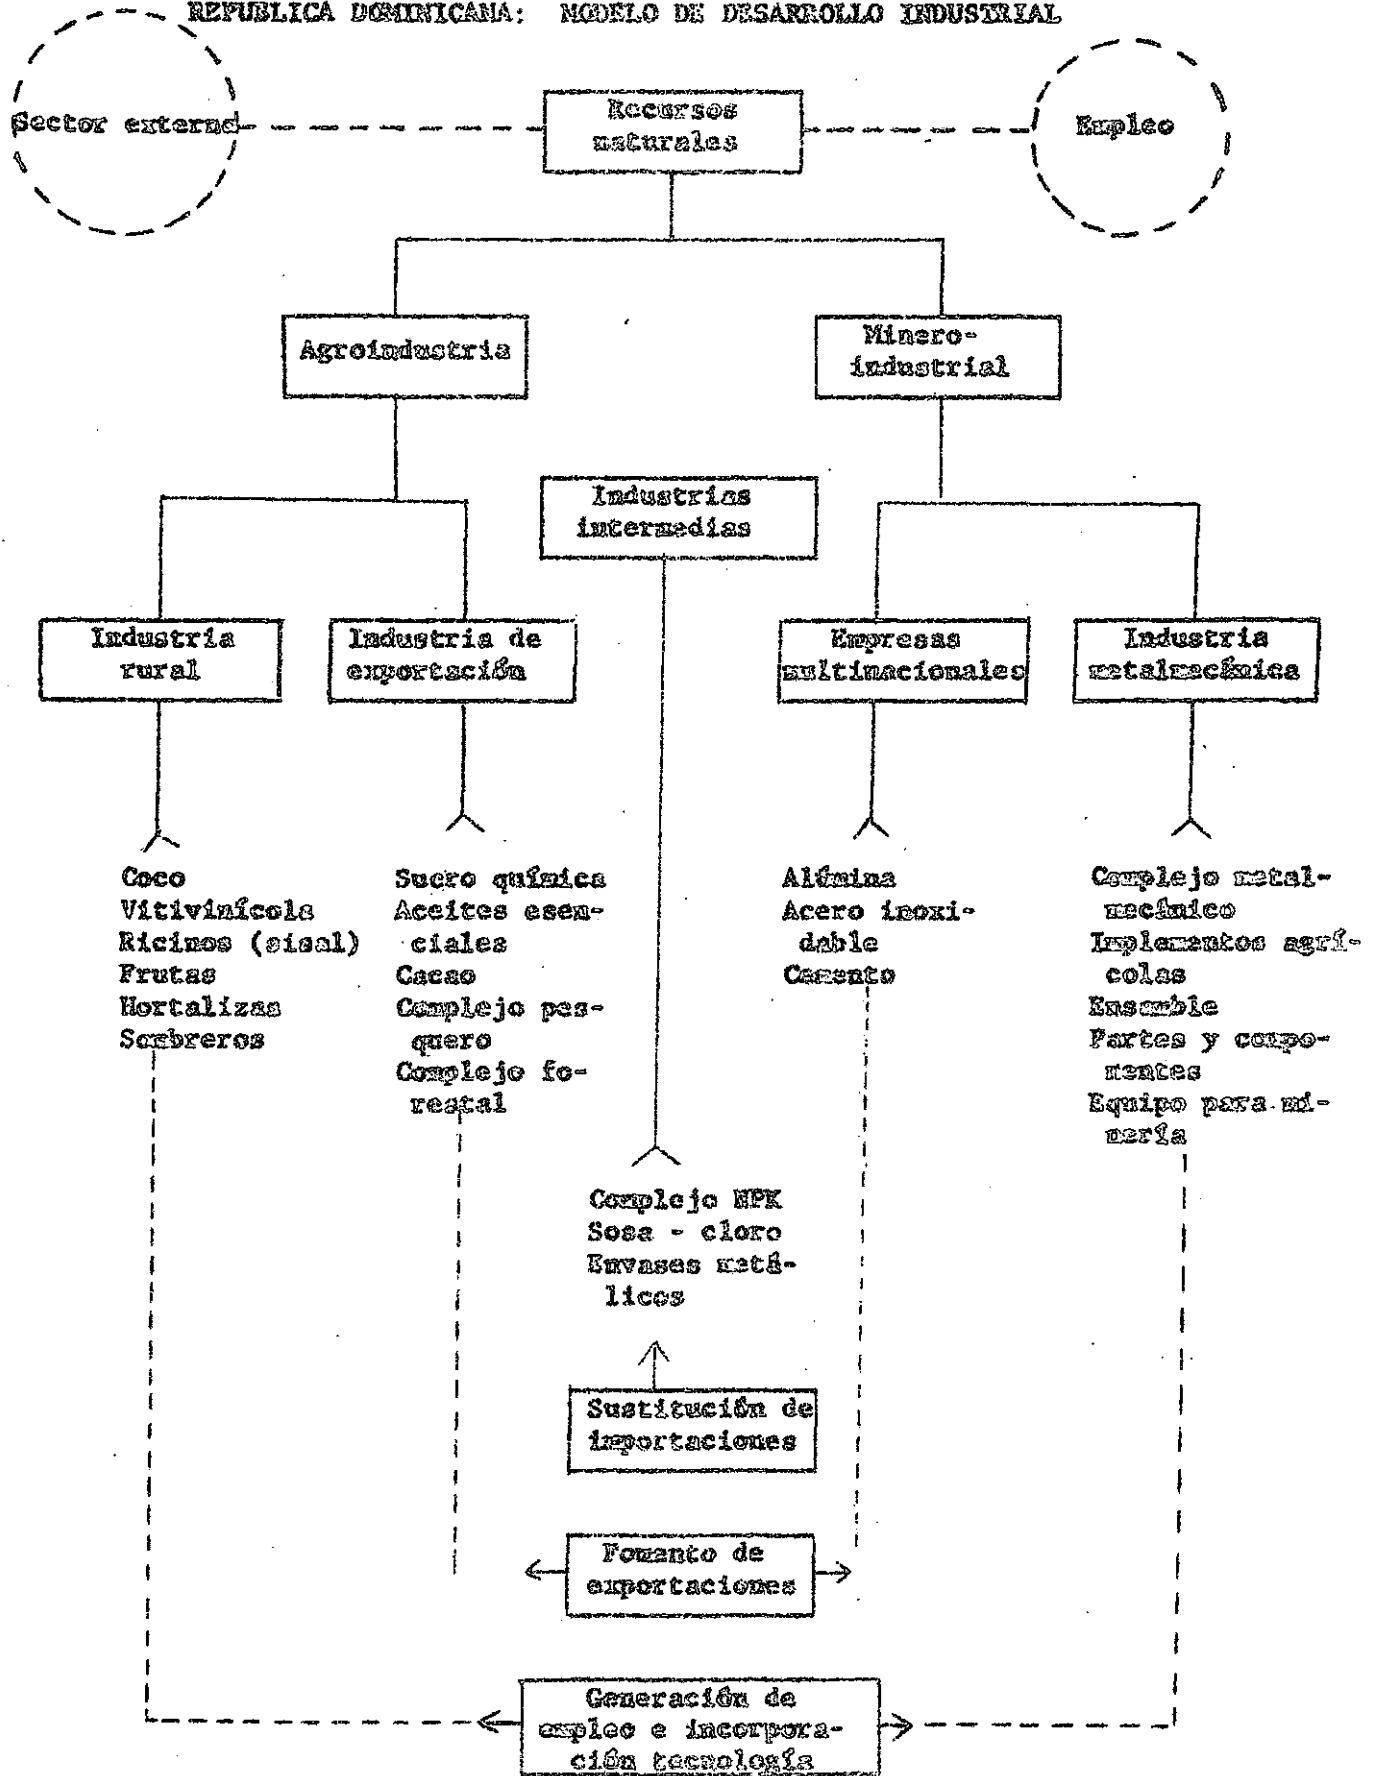 REPUBLICA DOMINICANA: MODELO DE DESARROLLO INDUSTRIAL
Sector externo
Recursos
naturales
Empleo
Agroindustria
Minero-
industrial
Industrias
intermedias
Industria
rural
Industria de
exportación
Empresas
multinacionales
Industria
metalmecánica
Coco
Vitivinícola
Ricinos (sisal)
Frutas
Hortalizas
Sombreros
Sucro química
Aceites esen-
ciales
Cacao
Complejo pes-
quero
Complejo fo-
restal
Alúmina
Acero inoxi-
dable
Cemento
Complejo metal-
mecánico
Implementos agrí-
colas
Ensamble
Partes y compo-
nentes
Equipo para mi-
nería
Complejo NPK
Sosa - cloro
Envases metá-
licos
Sustitución de
importaciones
Fomento de
exportaciones
Generación de
empleo e incorpora-
ción tecnología